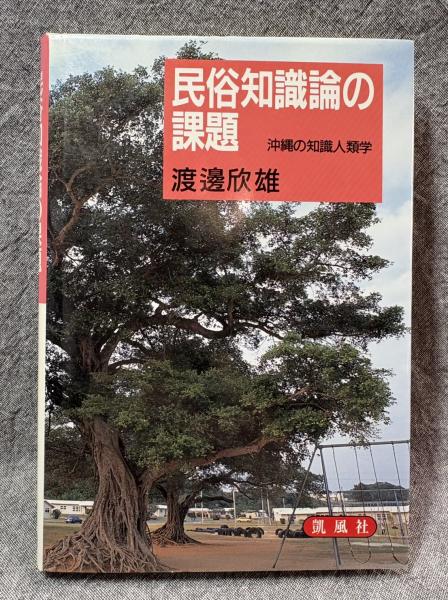 民俗知識論の
課題
沖縄の知識人類学
渡邊欣雄
凱風社